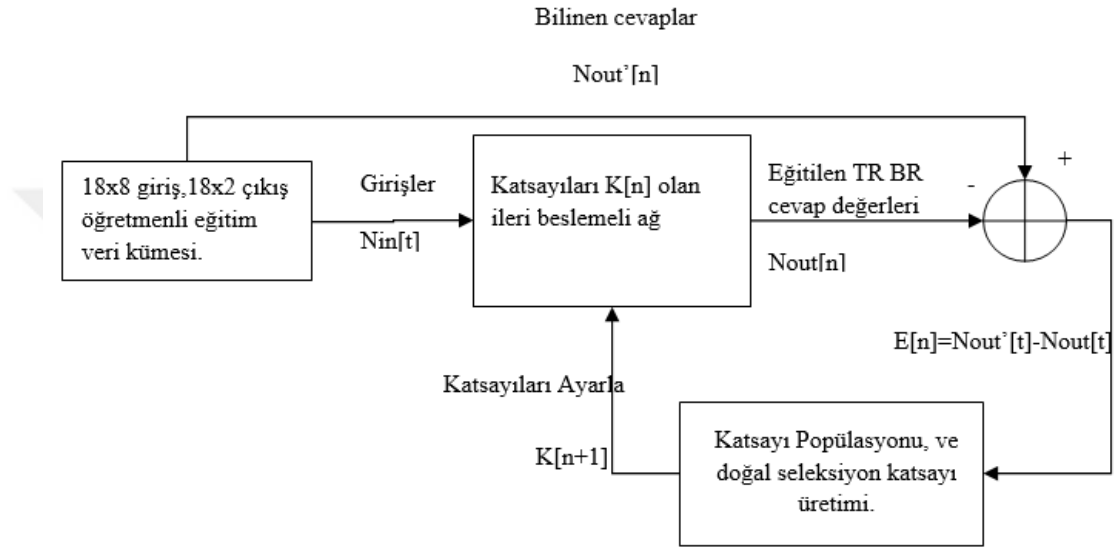 Bilinen cevaplar
Nout’[n]
18x8 giriş,18x2 çıkış
öğretmenli eğitim
veri kümesi.
Girişler
Nin[t]
Katsayıları K[n] olan
ileri beslemeli ağ
Eğitilen TR BR
cevap değerleri
Nout[n]
-
+
E[n]=Nout’[t]-Nout[t]
Katsayıları Ayarla
K[n+1]
Katsayı Popülasyonu, ve
doğal seleksiyon katsayı
üretimi.